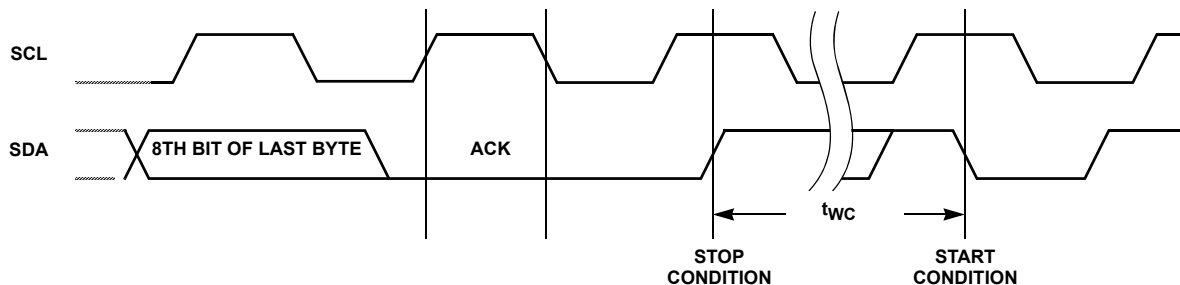 SCL
SDA
8TH BIT OF LAST BYTE
ACK
tWC
STOP
CONDITION
START
CONDITION